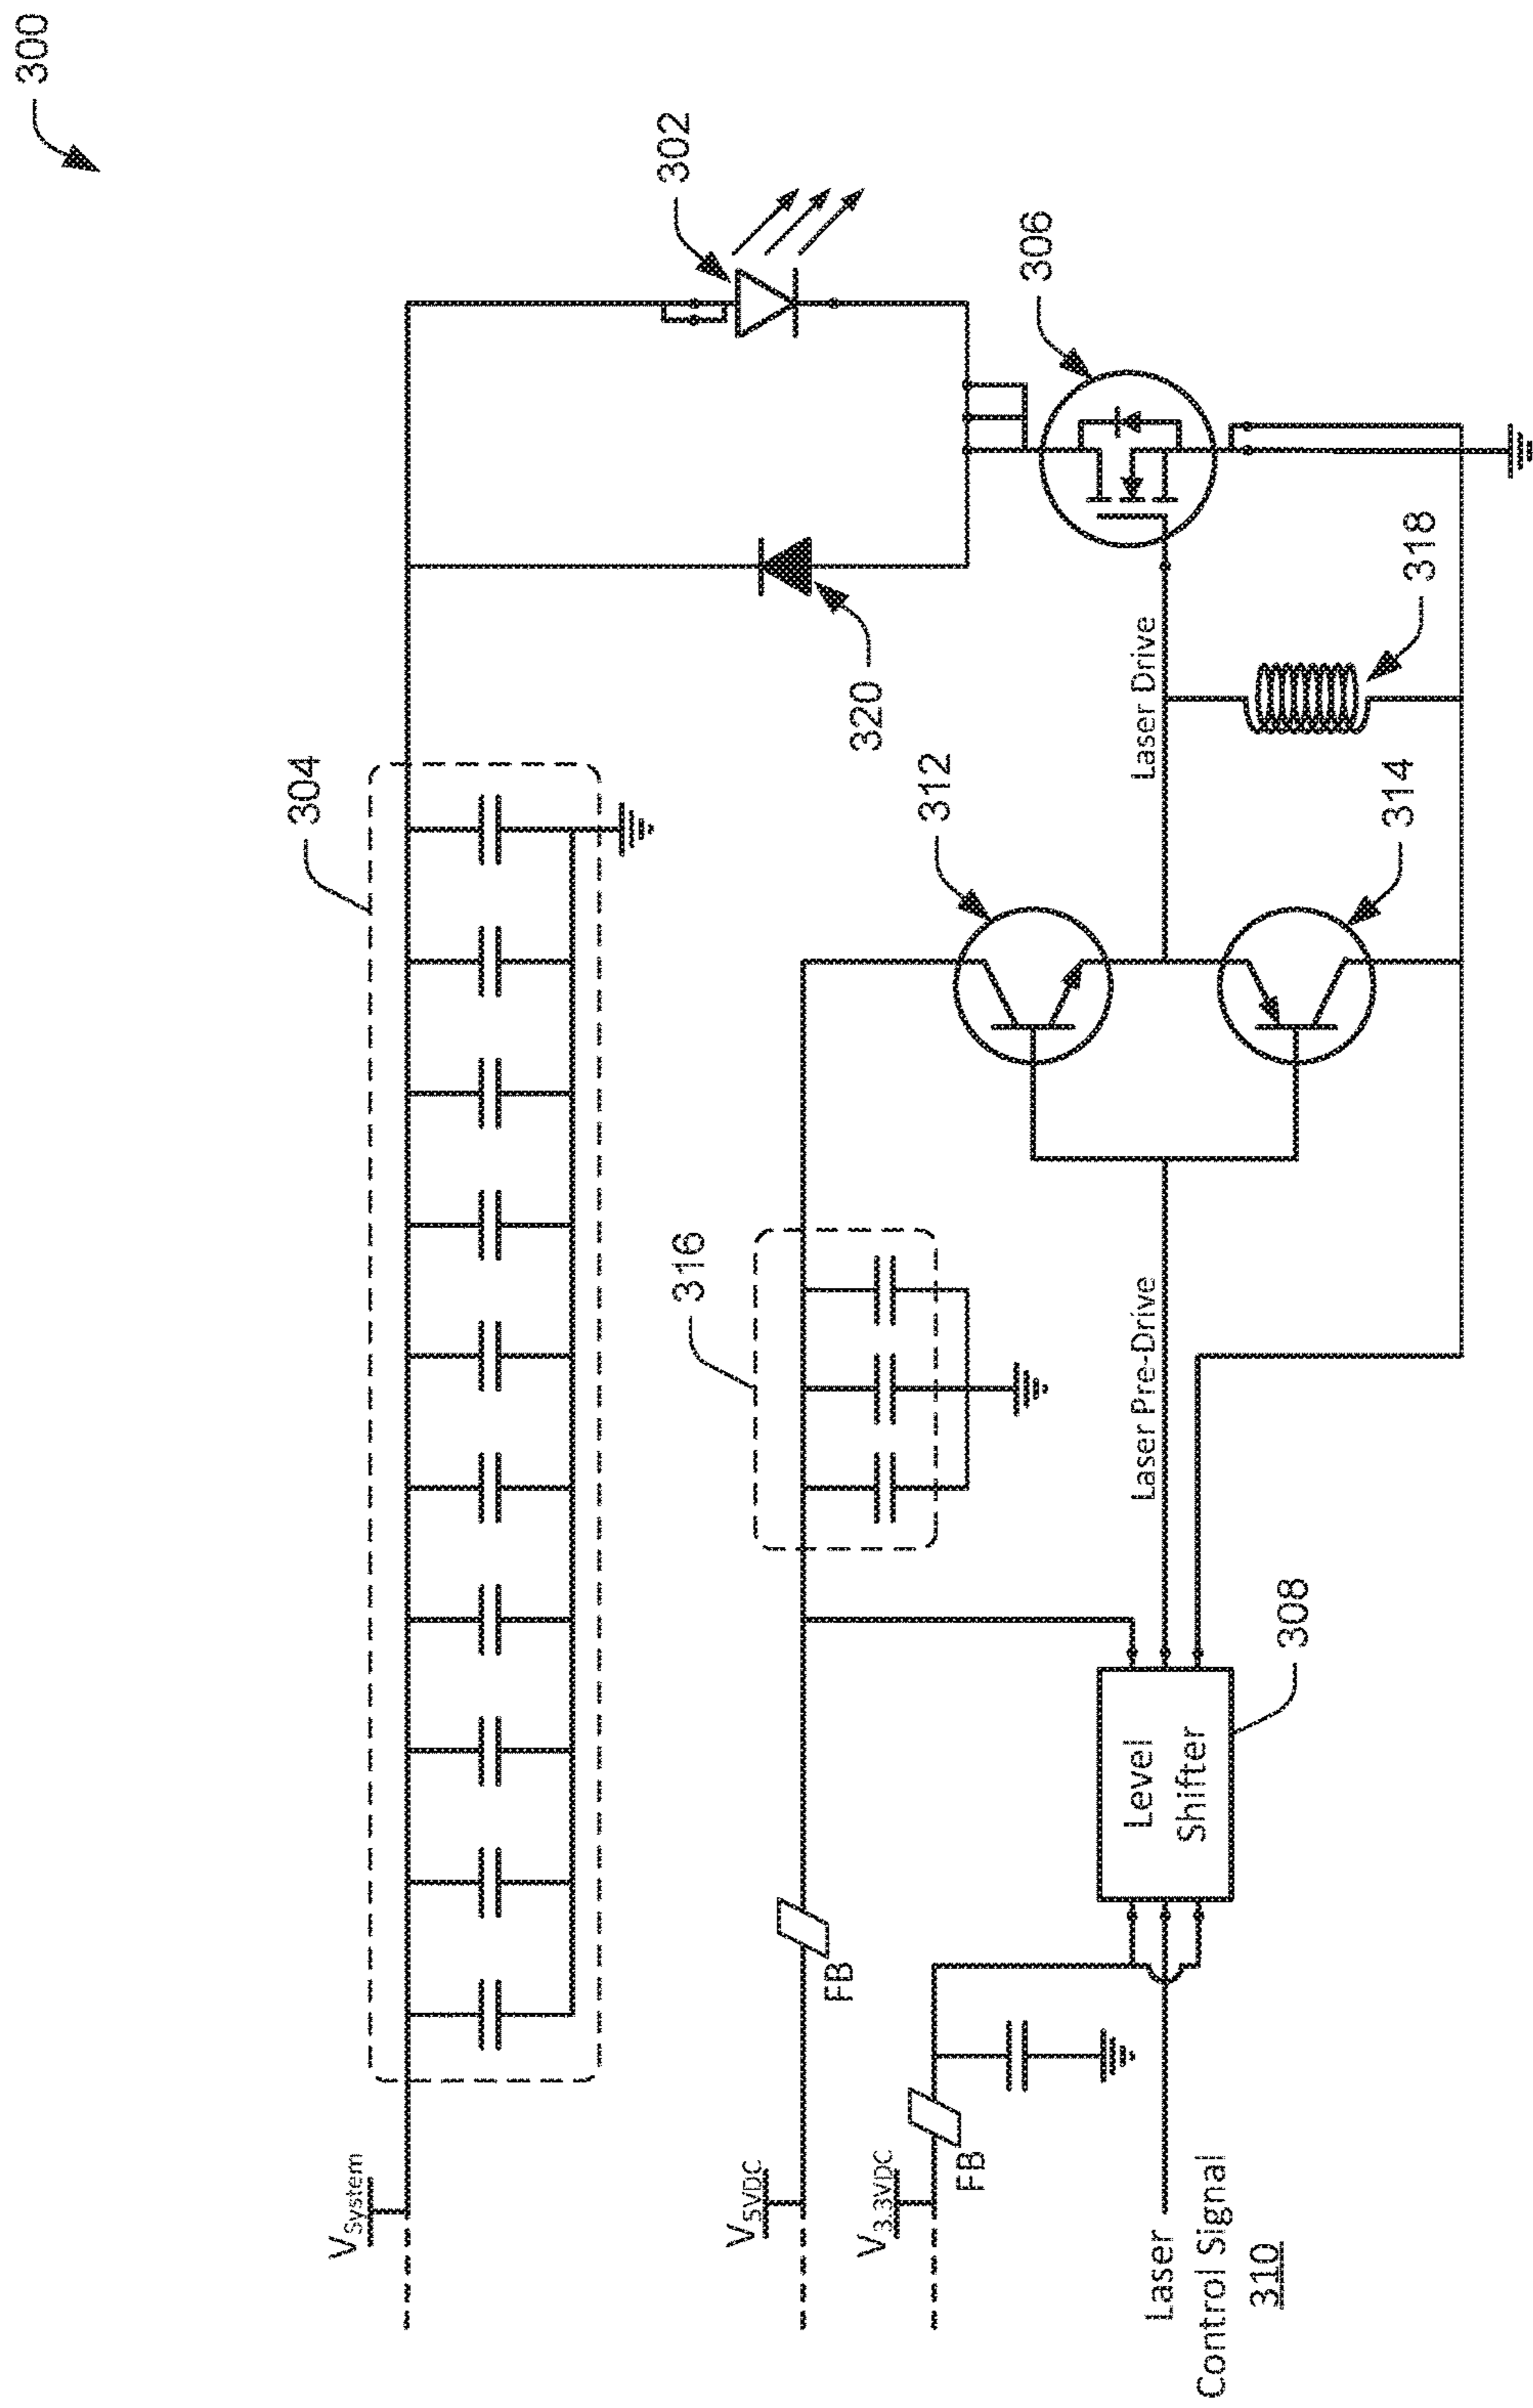 300
304
V_System
302
320
306
316
312
V_5VDC
FB
V_3.3VDC
FB
Laser Pre-Drive
Laser Drive
318
314
Level
Shifter
308
Laser
Control Signal
310